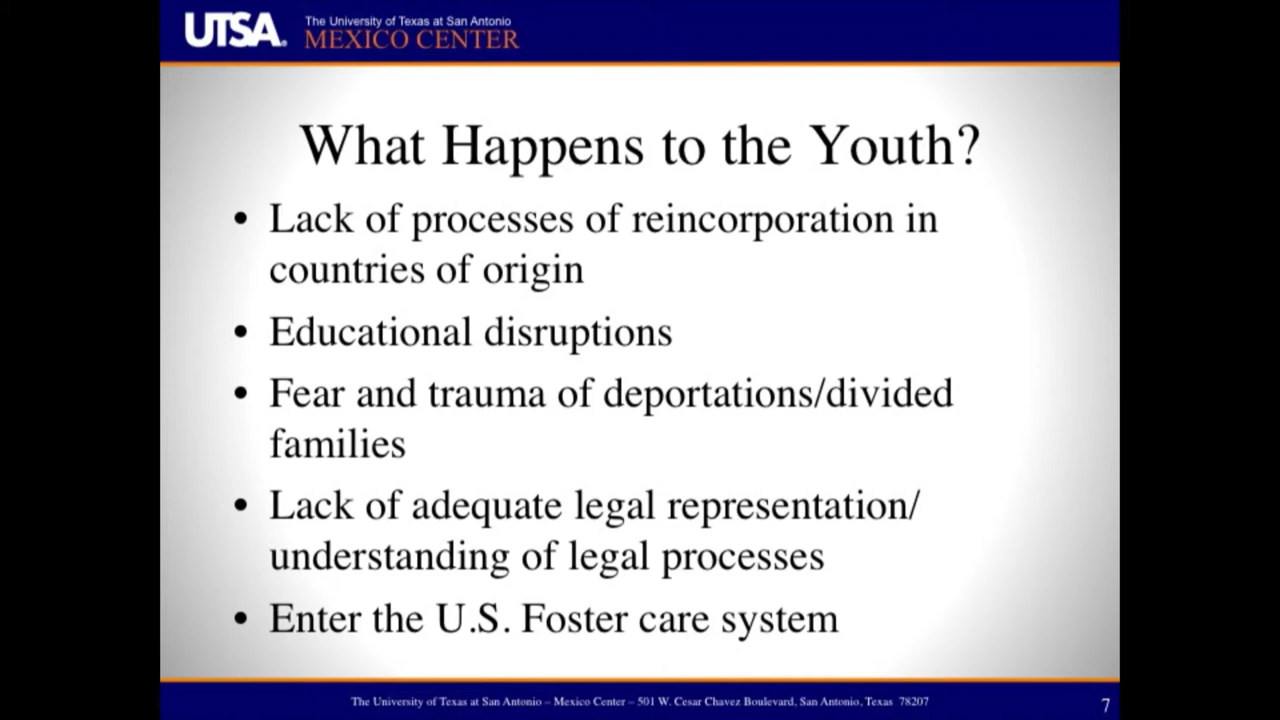 UTSA.
The University of Texas at San Antonio
MEXICO CENTER
What Happens to the Youth?
• Lack of processes of reincorporation in
countries of origin
• Educational disruptions
• Fear and trauma of deportations/divided
families
• Lack of adequate legal representation/
understanding of legal processes
• Enter the U.S. Foster care system
The University of Texas at San Antonio – Mexico Center – 501 W. Cesar Chavez Boulevard, San Antonio, Texas 78207
7